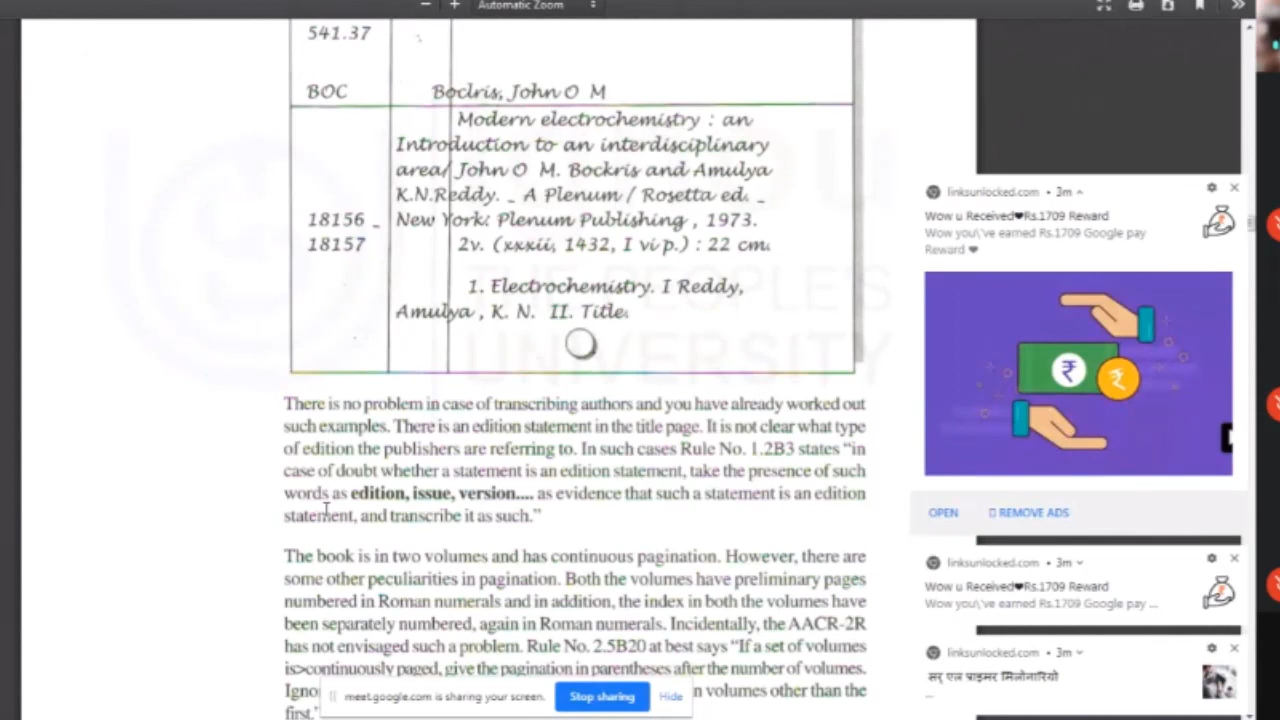 Automatic Zoom
541.37
BOC Boclris, John O M
Modern electrochemistry : an
Introduction to an interdisciplinary
area/ John O M. Bockris and Amulya
K.N.Reddy. _ A Plenum / Rosetta ed. _
18156 _ New York: Plenum Publishing , 1973.
18157 2v. (xxxii, 1432, I vi p.) : 22 cm.
1. Electrochemistry. I Reddy,
Amulya , K. N. II. Title.
THE PEOPLE'S
UNIVERSITY
There is no problem in case of transcribing authors and you have already worked out
such examples. There is an edition statement in the title page. It is not clear what type
of edition the publishers are referring to. In such cases Rule No. 1.2B3 states “in
case of doubt whether a statement is an edition statement, take the presence of such
words as edition, issue, version.... as evidence that such a statement is an edition
statement, and transcribe it as such.”
The book is in two volumes and has continuous pagination. However, there are
some other peculiarities in pagination. Both the volumes have preliminary pages
numbered in Roman numerals and in addition, the index in both the volumes have
been separately numbered, again in Roman numerals. Incidentally, the AACR-2R
has not envisaged such a problem. Rule No. 2.5B20 at best says “If a set of volumes
is>continuously paged, give the pagination in parentheses after the number of volumes.
n volumes other than the
first.”
meet.google.com is sharing your screen. Stop sharing Hide
linksunlocked.com • 3m
Wow u Received♥Rs.1709 Reward
Wow you\'ve earned Rs.1709 Google pay
Reward ❤
₹
₹
OPEN REMOVE ADS
linksunlocked.com • 3m
Wow u Received♥Rs.1709 Reward
Wow you\'ve earned Rs.1709 Google pay ...
linksunlocked.com • 3m
सर् एल प्राइमर मिलोनारियो
...